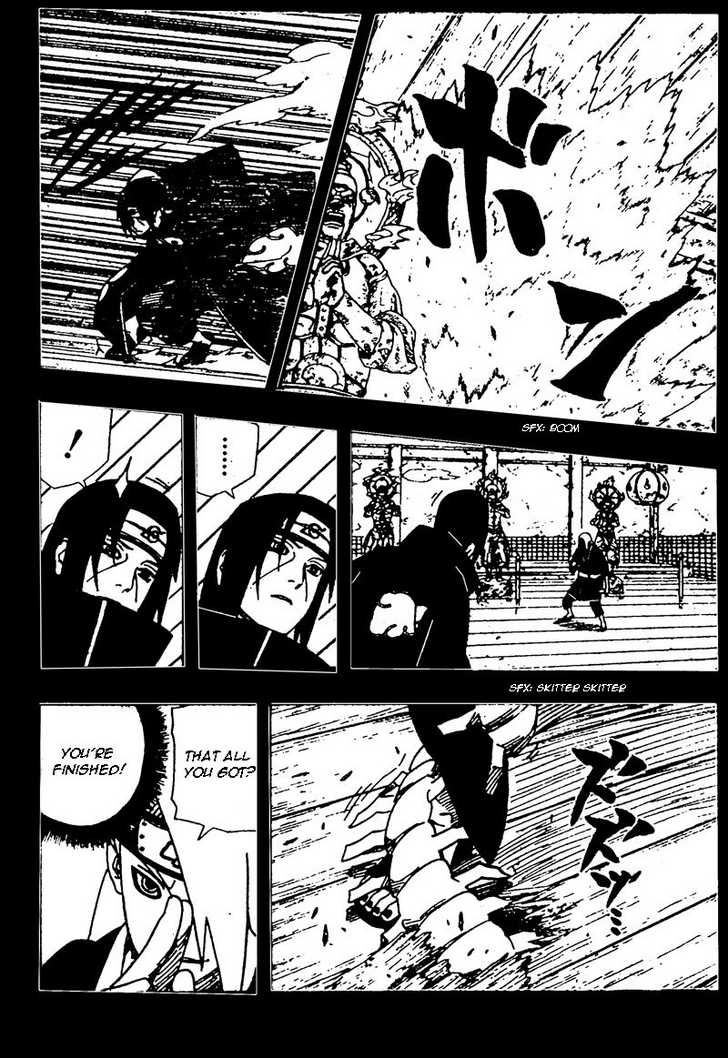 ボン
SFX: BOOM
……
!
SFX: SKITTER SKITTER
ズズッ…
THAT ALL
YOU GOT?
YOU'RE
FINISHED!